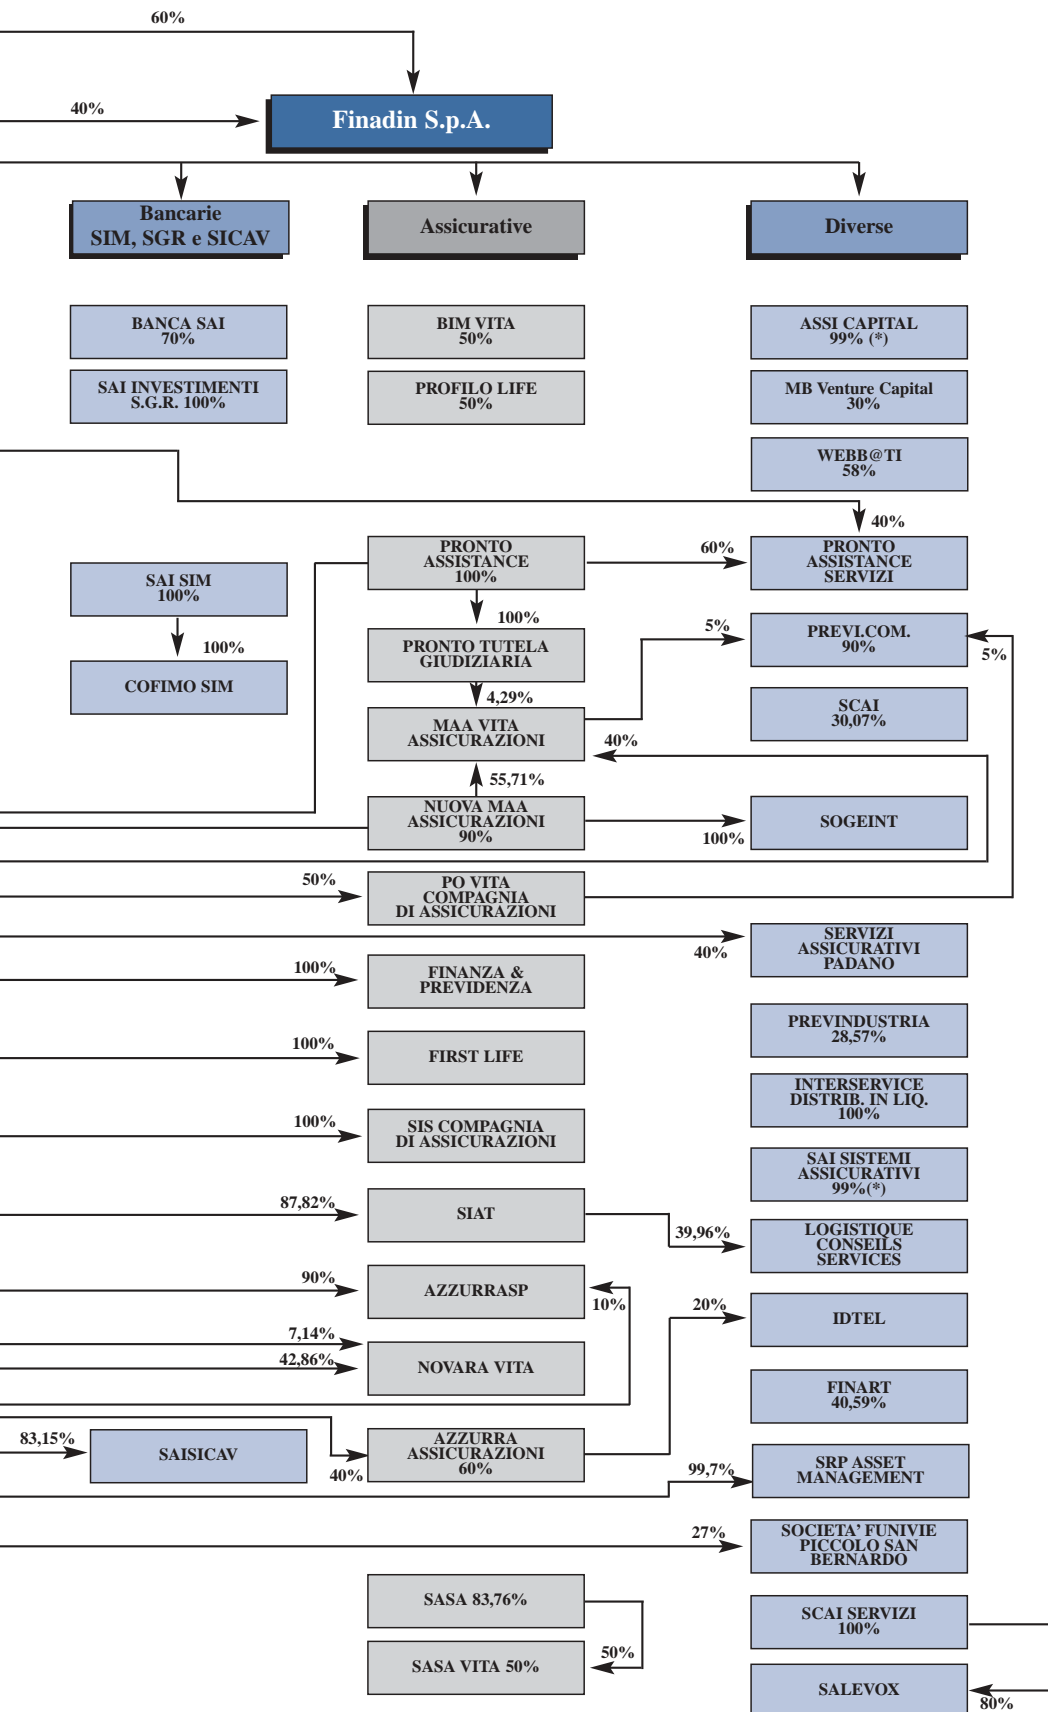 60%
40%
Finadin S.p.A.
Bancarie
SIM, SGR e SICAV
Assicurative
Diverse
BANCA SAI
70%
BIM VITA
50%
ASSI CAPITAL
99% (*)
SAI INVESTIMENTI
S.G.R. 100%
PROFILO LIFE
50%
MB Venture Capital
30%
WEBB@TI
58%
40%
PRONTO
ASSISTANCE
100%
60%
PRONTO
ASSISTANCE
SERVIZI
SAI SIM
100%
100%
100%
COFIMO SIM
PRONTO TUTELA
GIUDIZIARIA
5%
PREVI.COM.
90%
5%
4,29%
MAA VITA
ASSICURAZIONI
40%
SCAI
30,07%
55,71%
NUOVA MAA
ASSICURAZIONI
90%
100%
SOGEINT
50%
PO VITA
COMPAGNIA
DI ASSICURAZIONI
40%
SERVIZI
ASSICURATIVI
PADANO
100%
FINANZA &
PREVIDENZA
PREVINDUSTRIA
28,57%
100%
FIRST LIFE
INTERSERVICE
DISTRIB. IN LIQ.
100%
100%
SIS COMPAGNIA
DI ASSICURAZIONI
SAI SISTEMI
ASSICURATIVI
99%(*)
87,82%
SIAT
39,96%
LOGISTIQUE
CONSEILS
SERVICES
90%
AZZURRASP
10%
20%
IDTEL
7,14%
42,86%
NOVARA VITA
FINART
40,59%
83,15%
SAISICAV
40%
AZZURRA
ASSICURAZIONI
60%
99,7%
SRP ASSET
MANAGEMENT
27%
SOCIETA' FUNIVIE
PICCOLO SAN
BERNARDO
SASA 83,76%
SCAI SERVIZI
100%
50%
SASA VITA 50%
SALEVOX
80%